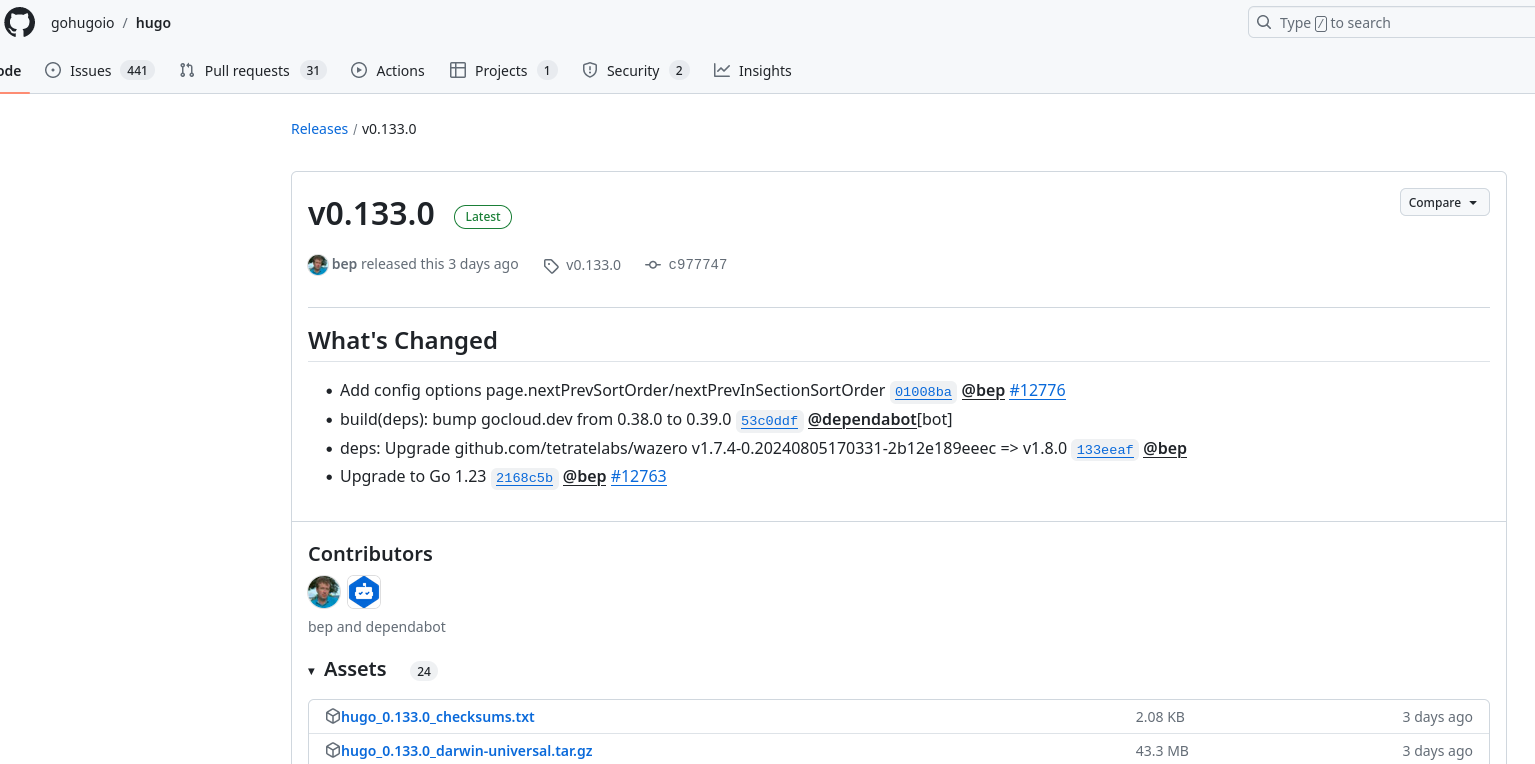 gohugoio / hugo
Type / to search
ode Issues 441 Pull requests 31 Actions Projects 1 Security 2 Insights
Releases / v0.133.0
v0.133.0 Latest
Compare
bep released this 3 days ago v0.133.0 c977747
What's Changed
• Add config options page.nextPrevSortOrder/nextPrevInSectionSortOrder 01008ba @bep #12776
• build(deps): bump gocloud.dev from 0.38.0 to 0.39.0 53c0ddf @dependabot[bot]
• deps: Upgrade github.com/tetratelabs/wazero v1.7.4-0.20240805170331-2b12e189eeec => v1.8.0 133eeaf @bep
• Upgrade to Go 1.23 2168c5b @bep #12763
Contributors
bep and dependabot
Assets 24
hugo_0.133.0_checksums.txt 2.08 KB 3 days ago
hugo_0.133.0_darwin-universal.tar.gz 43.3 MB 3 days ago